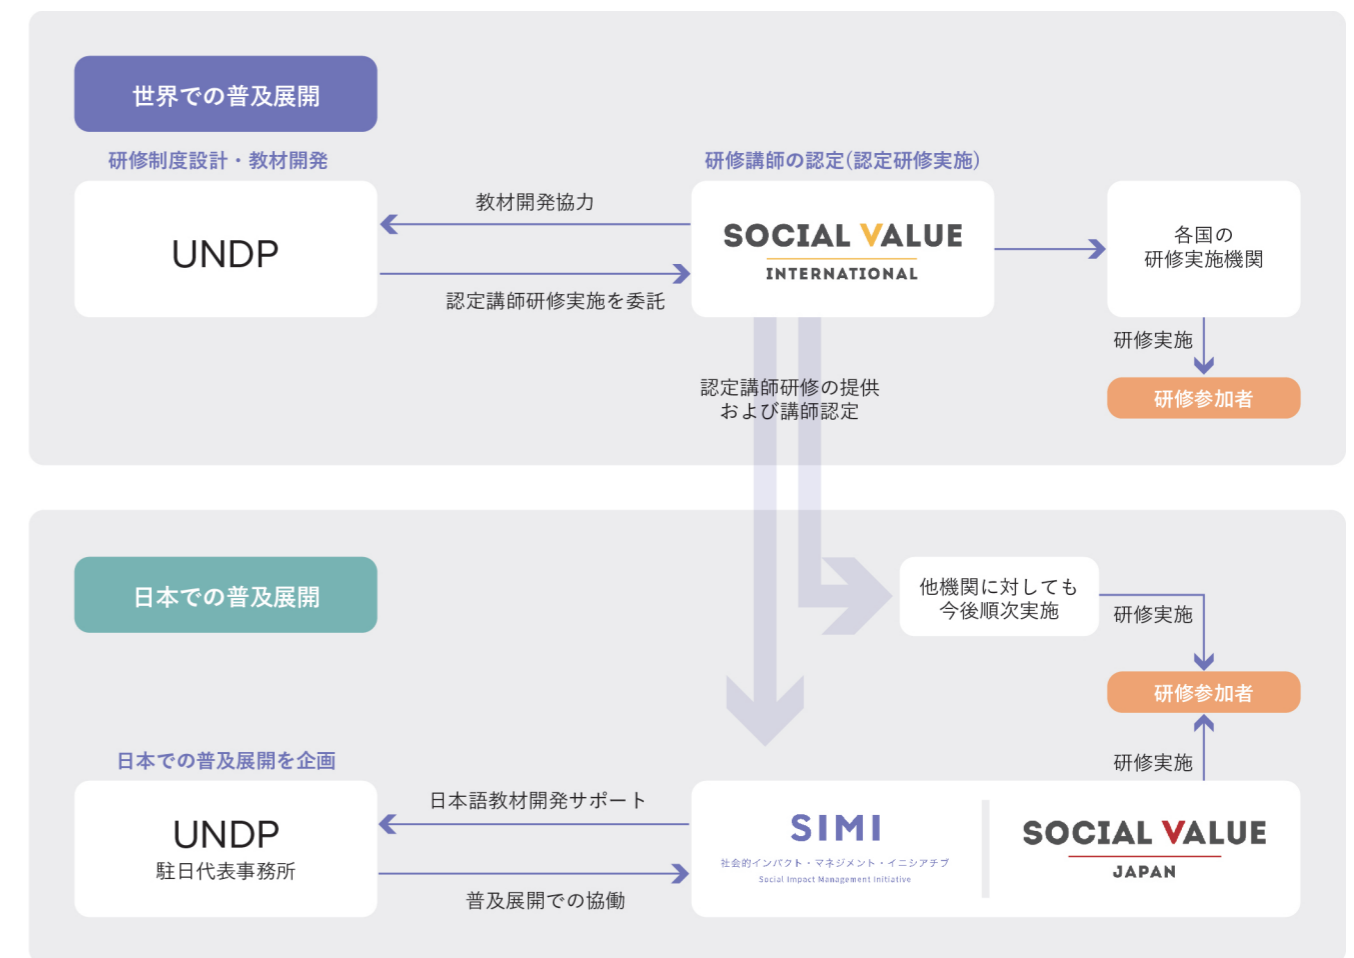 世界での普及展開
研修制度設計・教材開発
研修講師の認定(認定研修実施)
UNDP
教材開発協力
認定講師研修実施を委託
SOCIAL VALUE
INTERNATIONAL
各国の
研修実施機関
研修実施
研修参加者
認定講師研修の提供
および講師認定
日本での普及展開
他機関に対しても
今後順次実施
研修実施
研修参加者
研修実施
日本での普及展開を企画
UNDP
駐日代表事務所
日本語教材開発サポート
普及展開での協働
SIMI
社会的インパクト・マネジメント・イニシアチブ
Social Impact Management Initiative
SOCIAL VALUE
JAPAN